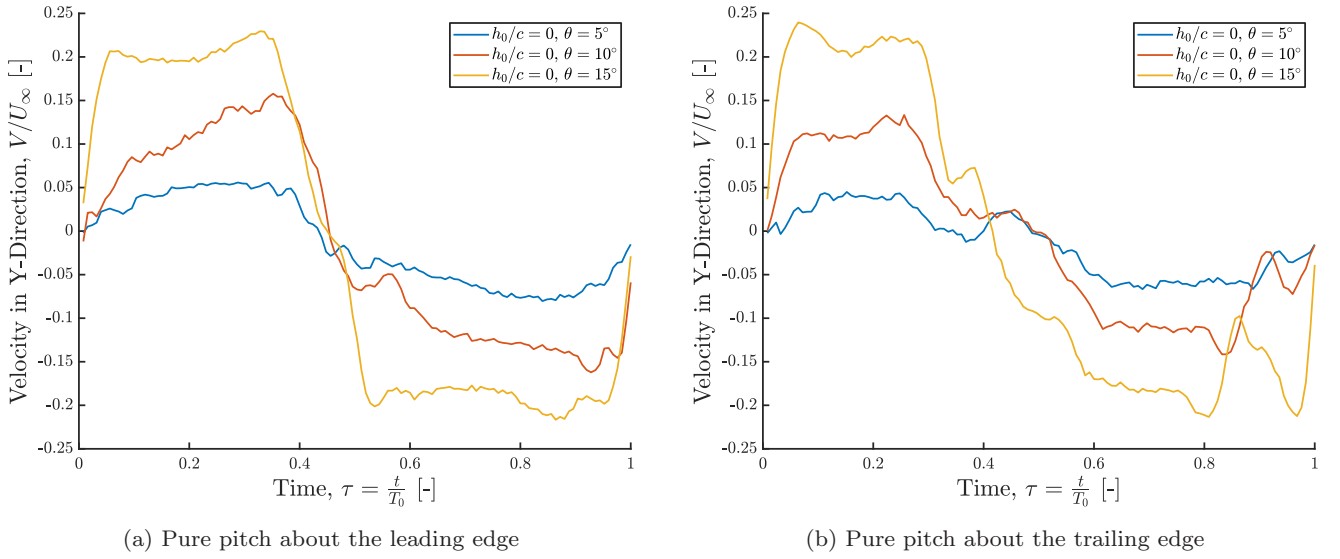 0.25
0.2
0.15
0.1
0.05
0
-0.05
-0.1
-0.15
-0.2
-0.25
Velocity in Y-Direction, V/U∞ [-]
h₀/c = 0, θ = 5°
h₀/c = 0, θ = 10°
h₀/c = 0, θ = 15°
0 0.2 0.4 0.6 0.8 1
Time, τ = t/T₀ [-]
(a) Pure pitch about the leading edge
0.25
0.2
0.15
0.1
0.05
0
-0.05
-0.1
-0.15
-0.2
-0.25
Velocity in Y-Direction, V/U∞ [-]
h₀/c = 0, θ = 5°
h₀/c = 0, θ = 10°
h₀/c = 0, θ = 15°
0 0.2 0.4 0.6 0.8 1
Time, τ = t/T₀ [-]
(b) Pure pitch about the trailing edge